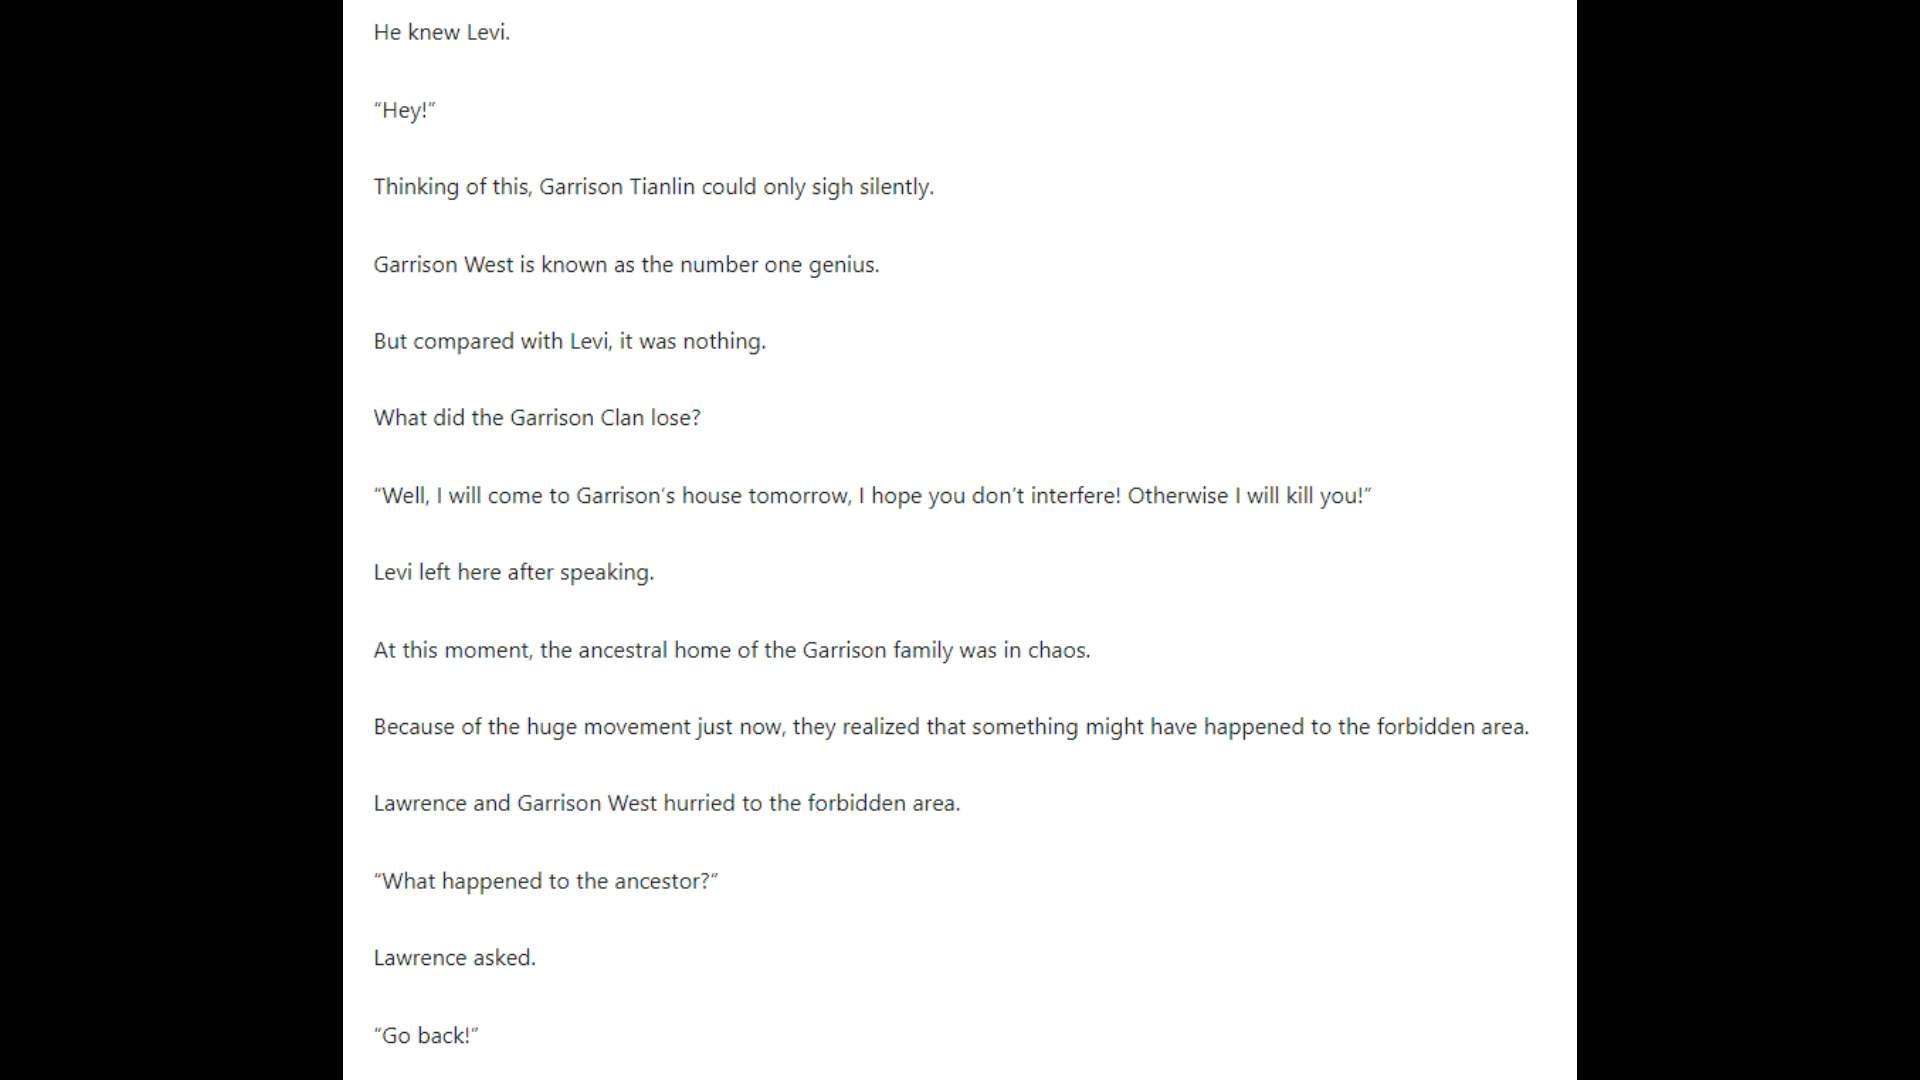 He knew Levi.
“Hey!”
Thinking of this, Garrison Tianlin could only sigh silently.
Garrison West is known as the number one genius.
But compared with Levi, it was nothing.
What did the Garrison Clan lose?
“Well, I will come to Garrison’s house tomorrow, I hope you don’t interfere! Otherwise I will kill you!”
Levi left here after speaking.
At this moment, the ancestral home of the Garrison family was in chaos.
Because of the huge movement just now, they realized that something might have happened to the forbidden area.
Lawrence and Garrison West hurried to the forbidden area.
“What happened to the ancestor?”
Lawrence asked.
“Go back!”